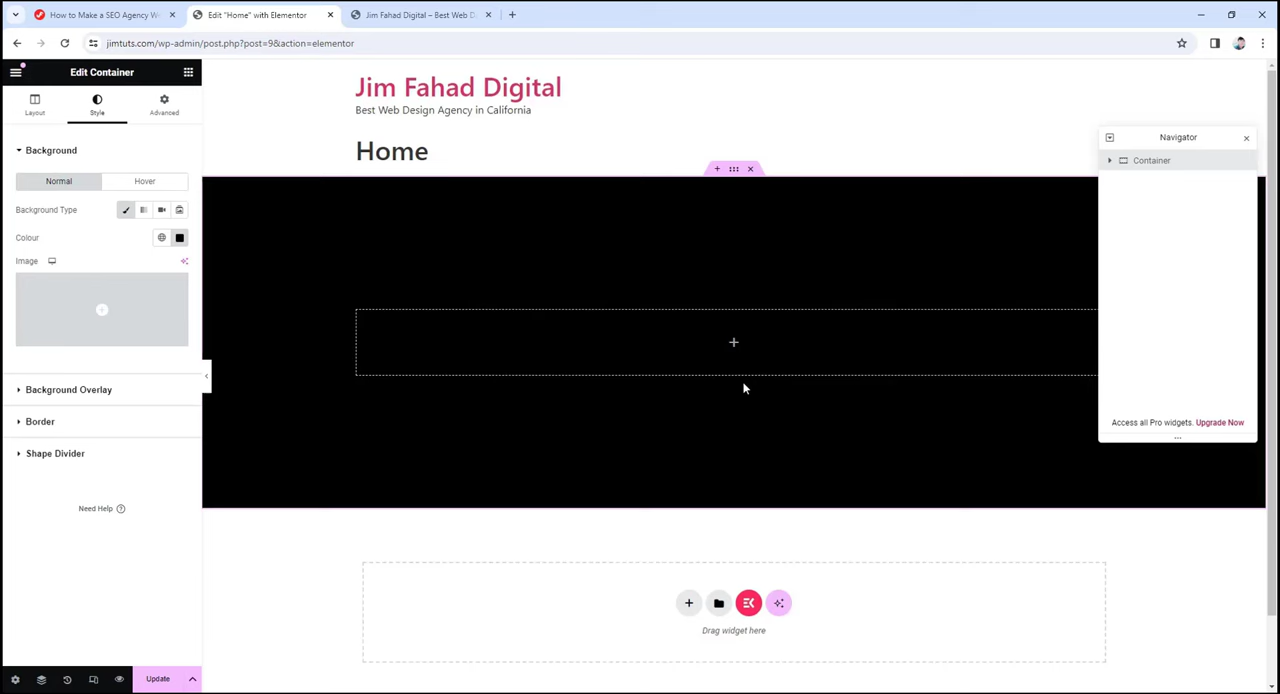 How to Make a SEO Agency W
Edit "Home" with Elementor
Jim Fahad Digital – Best Web D
jimtuts.com/wp-admin/post.php?post=9&action=elementor
Edit Container
Layout
Style
Advanced
Background
Normal
Hover
Background Type
Colour
Image
Background Overlay
Border
Shape Divider
Need Help
Update
Jim Fahad Digital
Best Web Design Agency in California
Home
Drag widget here
Navigator
Container
Access all Pro widgets. Upgrade Now